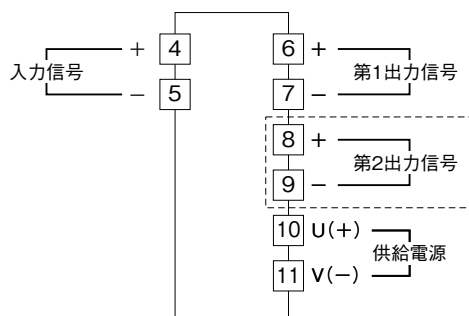 + 4
入力信号
− 5
6 +
第1出力信号
7 −
8 +
第2出力信号
9 −
10 U(+)
供給電源
11 V(−)